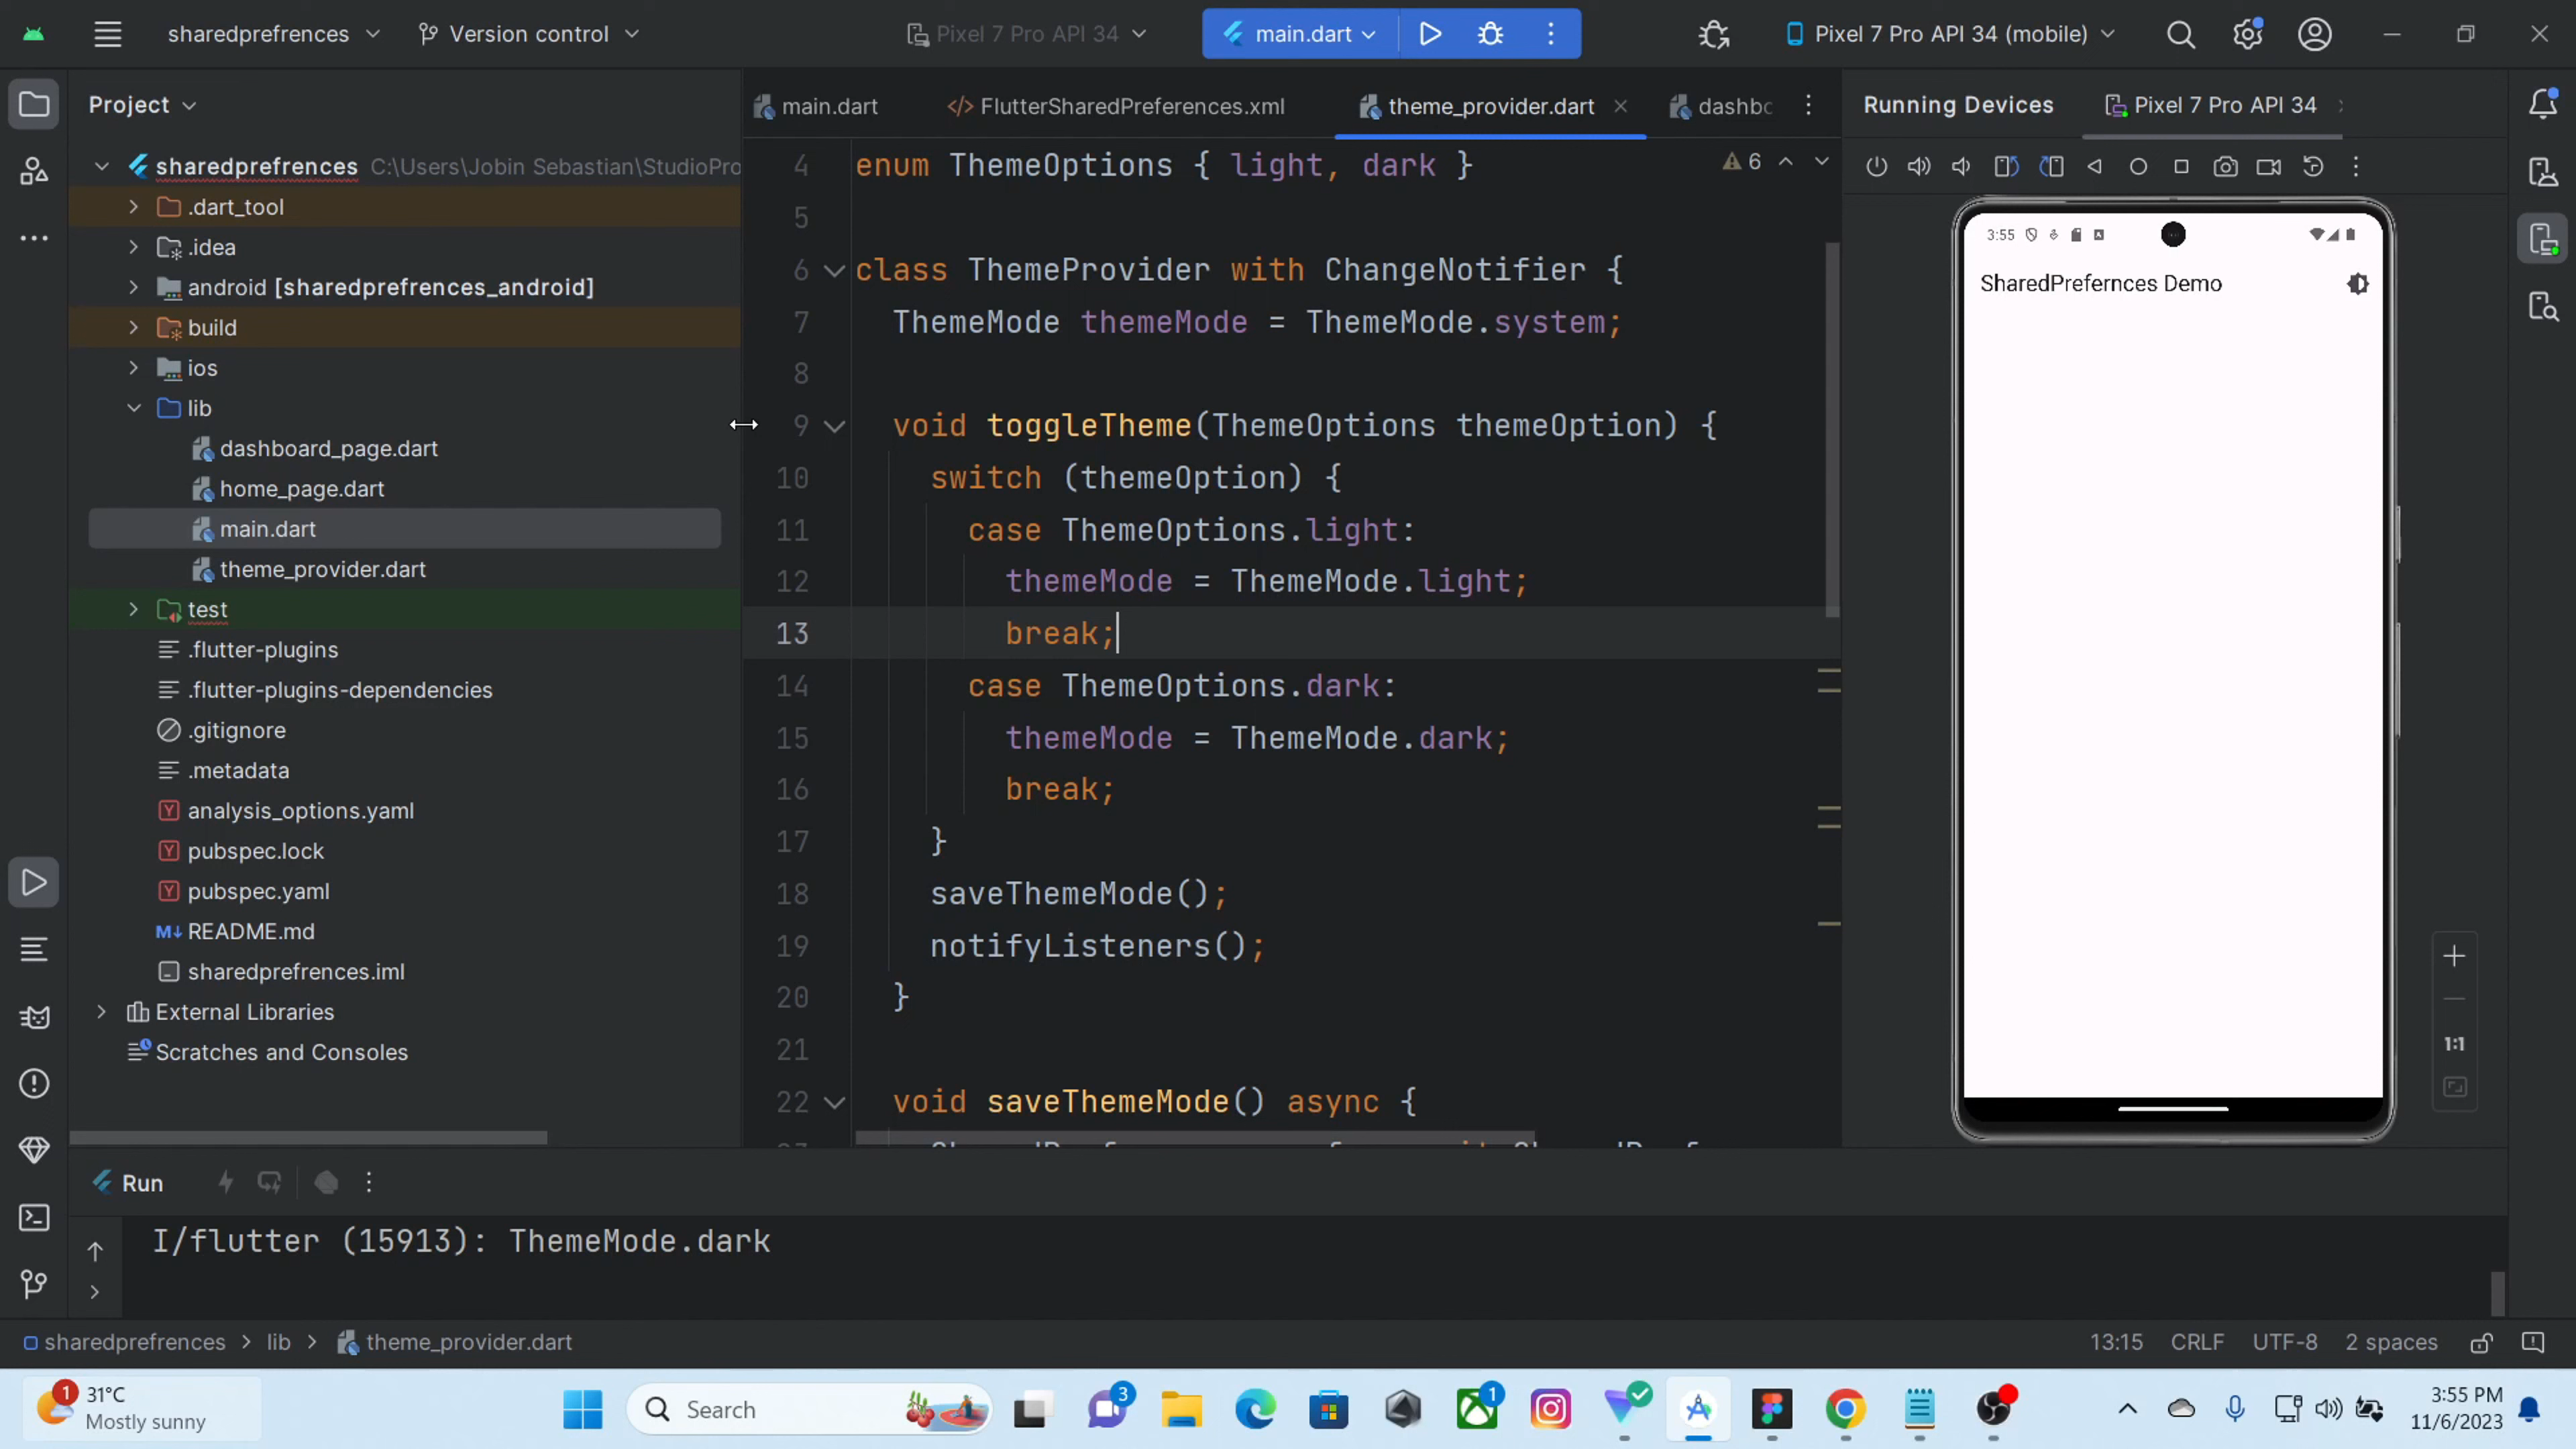 sharedprefrences
Version control
Pixel 7 Pro API 34
main.dart
Pixel 7 Pro API 34 (mobile)
Project
main.dart
FlutterSharedPreferences.xml
theme_provider.dart
dashbo
Running Devices
Pixel 7 Pro API 34
sharedprefrences C:\Users\Jobin Sebastian\StudioPro
.dart_tool
.idea
android [sharedprefrences_android]
build
ios
lib
dashboard_page.dart
home_page.dart
main.dart
theme_provider.dart
test
.flutter-plugins
.flutter-plugins-dependencies
.gitignore
.metadata
analysis_options.yaml
pubspec.lock
pubspec.yaml
README.md
sharedprefrences.iml
External Libraries
Scratches and Consoles
6
4 enum ThemeOptions { light, dark }
5
6 class ThemeProvider with ChangeNotifier {
7 ThemeMode themeMode = ThemeMode.system;
8
9 void toggleTheme(ThemeOptions themeOption) {
10 switch (themeOption) {
11 case ThemeOptions.light:
12 themeMode = ThemeMode.light;
13 break;
14 case ThemeOptions.dark:
15 themeMode = ThemeMode.dark;
16 break;
17 }
18 saveThemeMode();
19 notifyListeners();
20 }
21
22 void saveThemeMode() async {
3:55
SharedPrefernces Demo
1:1
Run
I/flutter (15913): ThemeMode.dark
sharedprefrences > lib > theme_provider.dart
13:15 CRLF UTF-8 2 spaces
1
31°C
Mostly sunny
Search
3
1
3:55 PM
11/6/2023